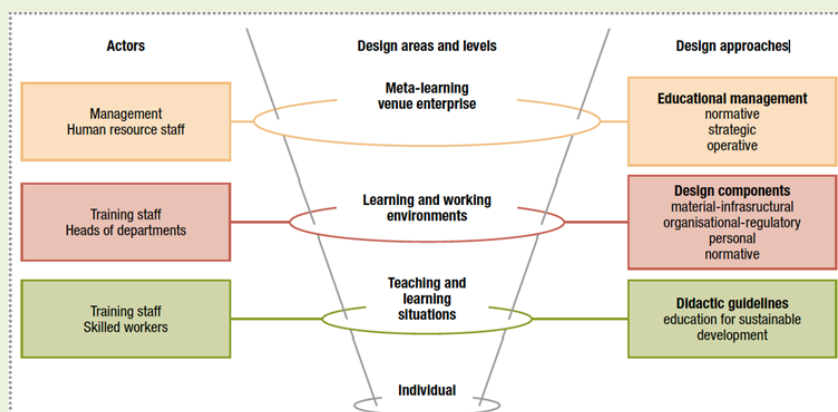 Actors
Design areas and levels
Design approaches
Meta-learning
venue enterprise
Management
Human resource staff
Educational management
normative
strategic
operative
Learning and working
environments
Training staff
Heads of departments
Design components
material-infrasructural
organisational-regulatory
personal
normative
Teaching and
learning
situations
Training staff
Skilled workers
Didactic guidelines
education for sustainable
development
Individual